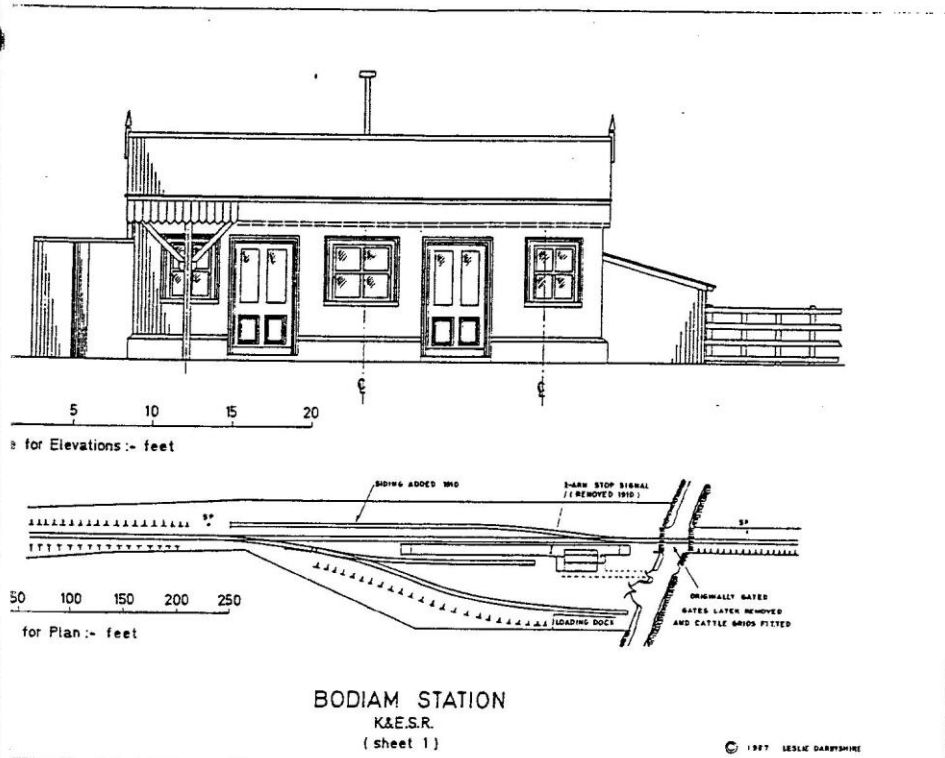 ℄
℄
5 10 15 20
e for Elevations :- feet
SIDING ADDED 1910
2-ARM STOP SIGNAL
( REMOVED 1910 )
SP
SP
ORIGINALLY GATED
GATES LATER REMOVED
AND CATTLE GRIDS FITTED
LOADING DOCK
50 100 150 200 250
for Plan :- feet
BODIAM STATION
K&E.S.R.
( sheet 1 )
© 1987 LESLIE DARBYSHIRE